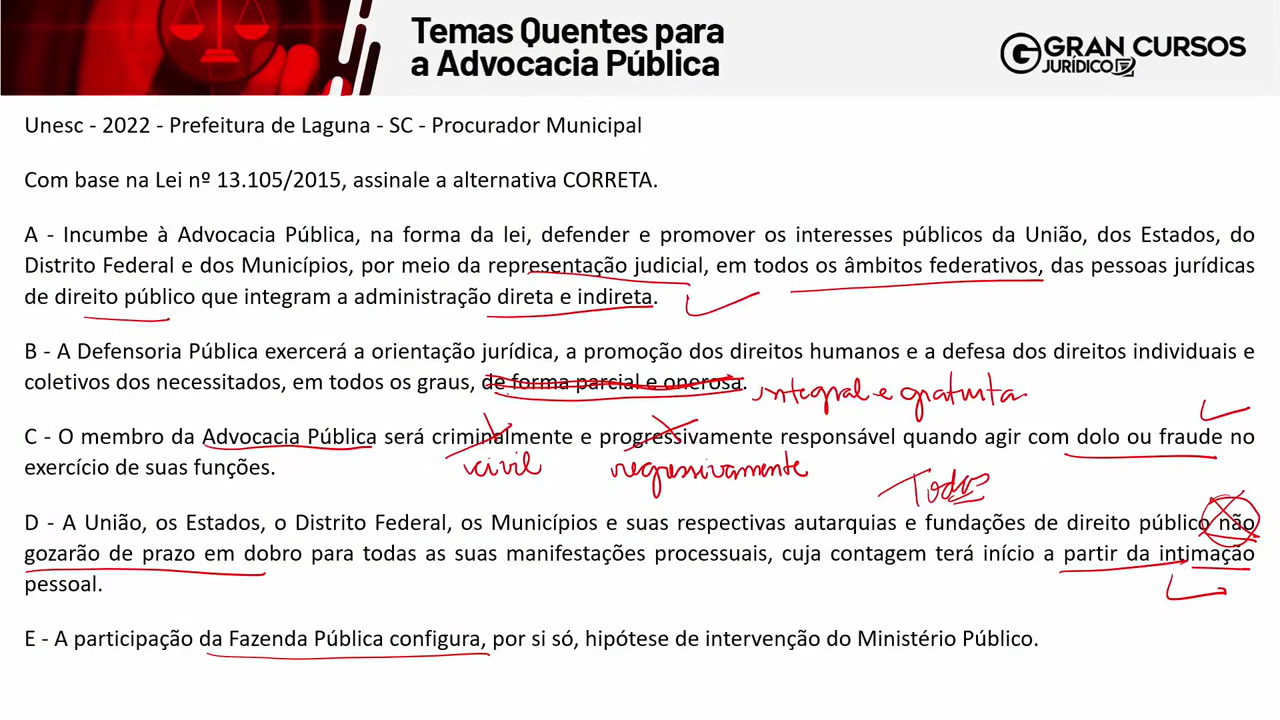 Temas Quentes para
a Advocacia Pública
GRAN CURSOS
JURÍDICO
Unesc - 2022 - Prefeitura de Laguna - SC - Procurador Municipal
Com base na Lei nº 13.105/2015, assinale a alternativa CORRETA.
A - Incumbe à Advocacia Pública, na forma da lei, defender e promover os interesses públicos da União, dos Estados, do
Distrito Federal e dos Municípios, por meio da representação judicial, em todos os âmbitos federativos, das pessoas jurídicas
de direito público que integram a administração direta e indireta.
B - A Defensoria Pública exercerá a orientação jurídica, a promoção dos direitos humanos e a defesa dos direitos individuais e
coletivos dos necessitados, em todos os graus, de forma parcial e onerosa. integral e gratuita
C - O membro da Advocacia Pública será criminalmente e progressivamente responsável quando agir com dolo ou fraude no
exercício de suas funções. civil regressivamente
Todas
D - A União, os Estados, o Distrito Federal, os Municípios e suas respectivas autarquias e fundações de direito público não
gozarão de prazo em dobro para todas as suas manifestações processuais, cuja contagem terá início a partir da intimação
pessoal.
E - A participação da Fazenda Pública configura, por si só, hipótese de intervenção do Ministério Público.